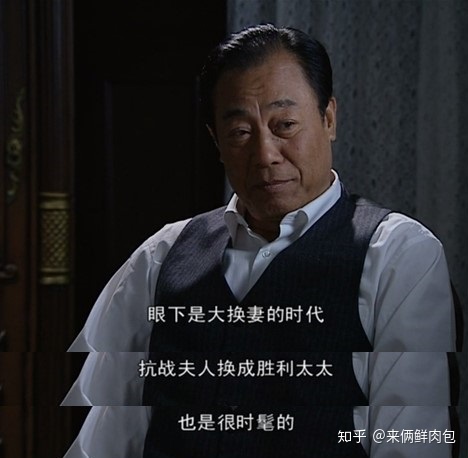 眼下是大换妻的时代
抗战夫人换成胜利太太
也是很时髦的
知乎 @来俩鲜肉包